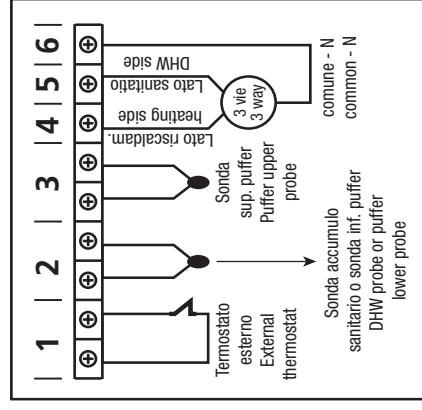 1
2
3
4
5
6
Termostato
esterno
External
thermostat
Sonda accumulo
sanitario o sonda inf. puffer
DHW probe or puffer
lower probe
Sonda
sup. puffer
Puffer upper
probe
Lato riscaldam.
heating side
Lato sanitatio
DHW side
3 vie
3 way
comune - N
common - N